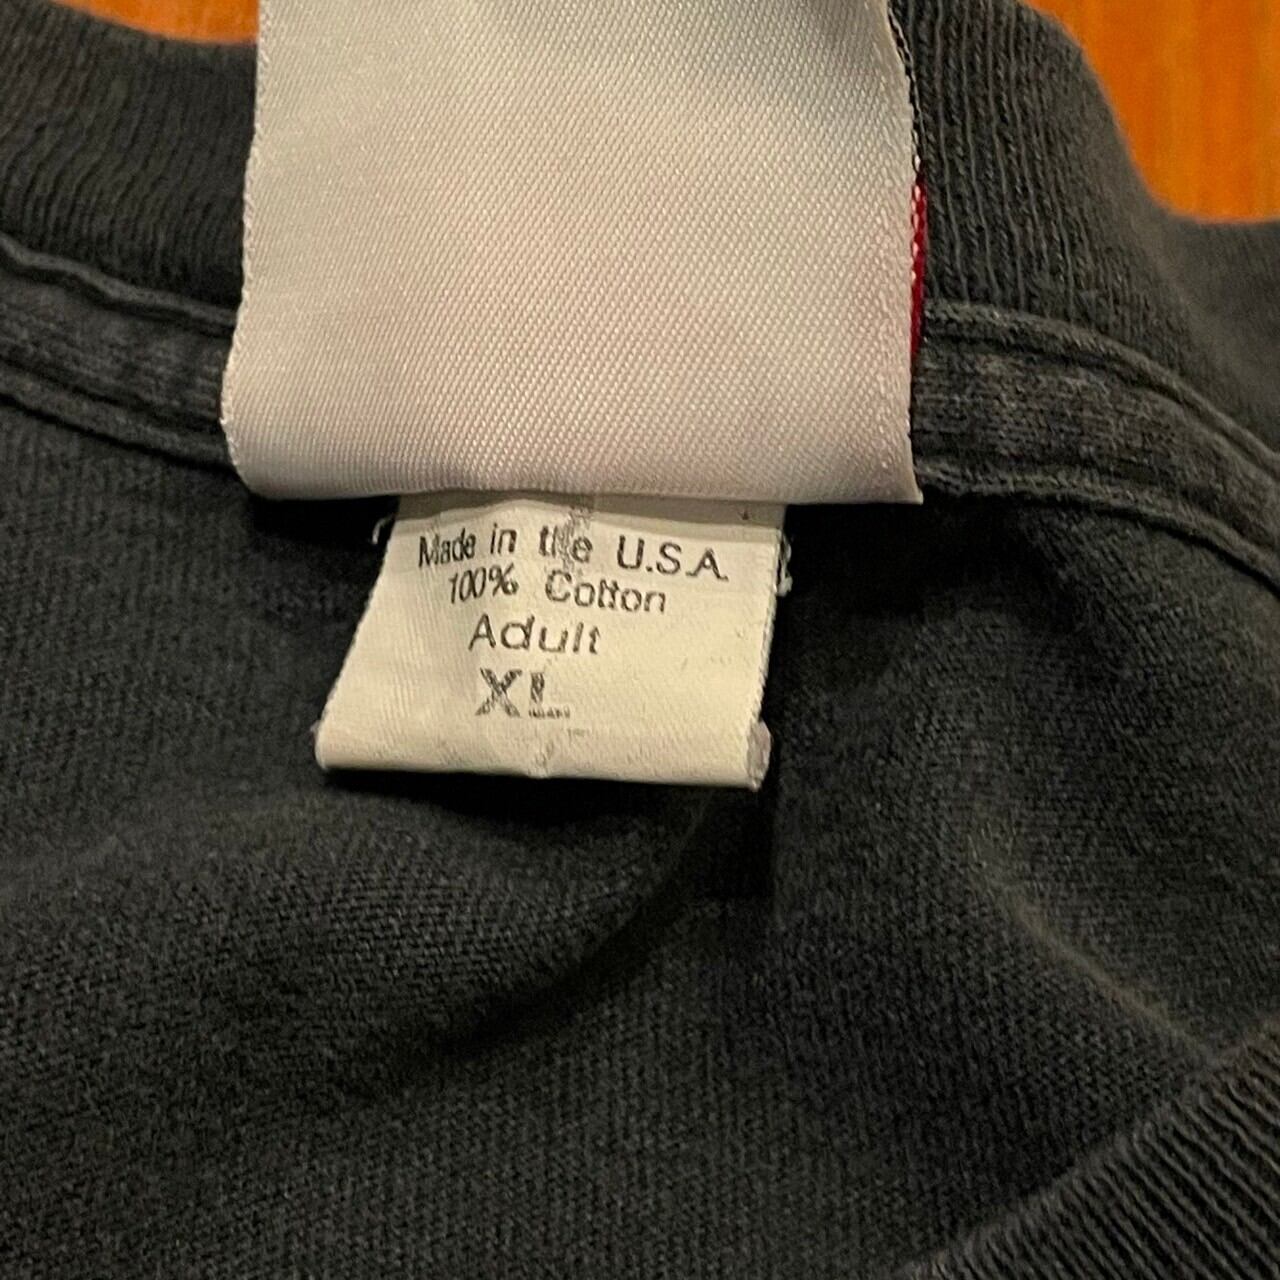 Made in the U.S.A.
100% Cotton
Adult
XL